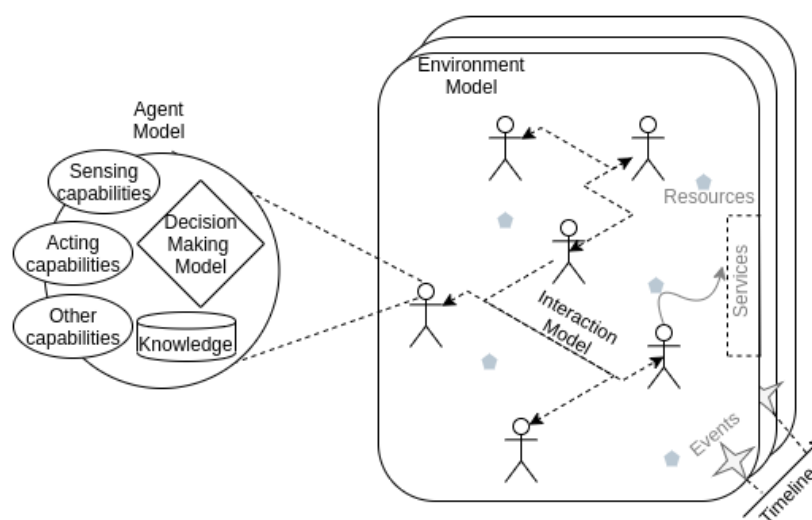 Agent
Model
Sensing
capabilities
Acting
capabilities
Other
capabilities
Decision
Making
Model
Knowledge
Environment
Model
Resources
Services
Interaction
Model
Events
Timeline